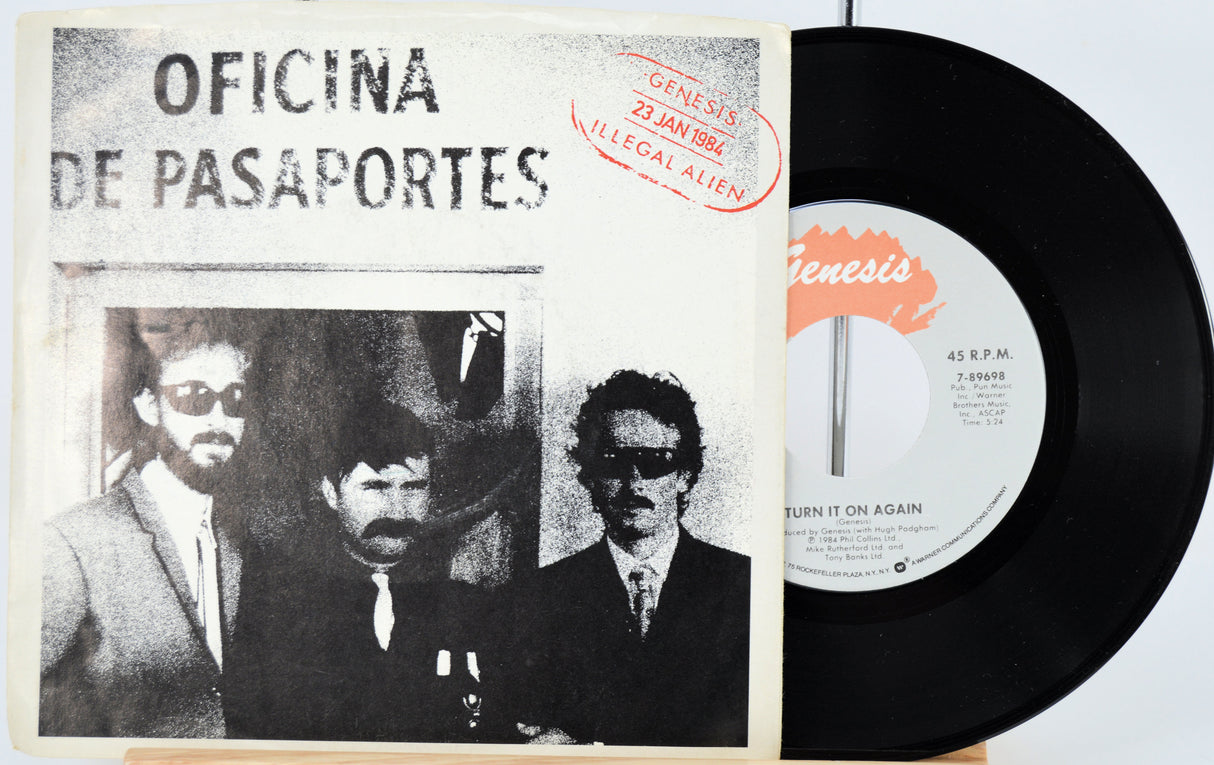 OFICINA
DE PASAPORTES
GENESIS
23 JAN 1984
ILLEGAL ALIEN
Genesis
45 R.P.M.
7-89698
Pub., Pun Music
Inc./Warner
Brothers Music,
Inc., ASCAP
Time: 5:24
TURN IT ON AGAIN
(Genesis)
duced by Genesis (with Hugh Padgham)
℗ 1984 Phil Collins Ltd.,
Mike Rutherford Ltd. and
Tony Banks Ltd.
75 ROCKEFELLER PLAZA, N.Y., N.Y. ® A WARNER COMMUNICATIONS COMPANY